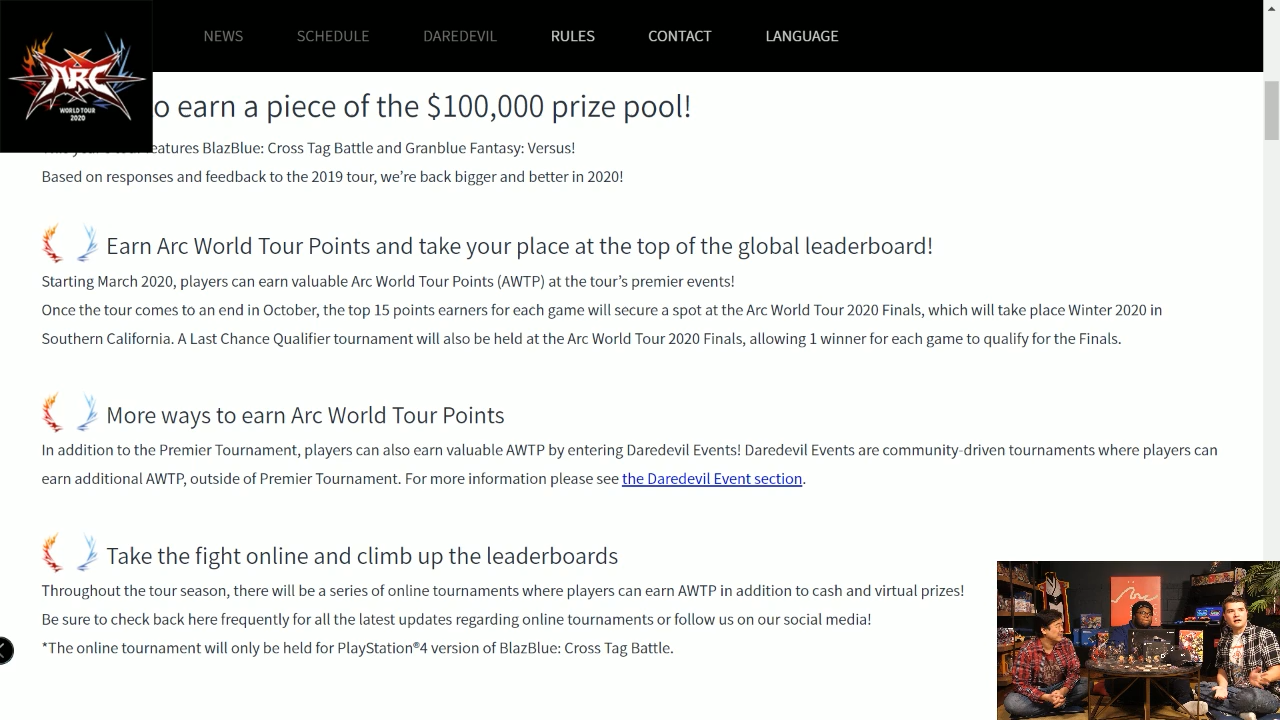 NEWS SCHEDULE DAREDEVIL RULES CONTACT LANGUAGE
ARC
WORLD TOUR
2020
o earn a piece of the $100,000 prize pool!
features BlazBlue: Cross Tag Battle and Granblue Fantasy: Versus!
Based on responses and feedback to the 2019 tour, we’re back bigger and better in 2020!
Earn Arc World Tour Points and take your place at the top of the global leaderboard!
Starting March 2020, players can earn valuable Arc World Tour Points (AWTP) at the tour’s premier events!
Once the tour comes to an end in October, the top 15 points earners for each game will secure a spot at the Arc World Tour 2020 Finals, which will take place Winter 2020 in
Southern California. A Last Chance Qualifier tournament will also be held at the Arc World Tour 2020 Finals, allowing 1 winner for each game to qualify for the Finals.
More ways to earn Arc World Tour Points
In addition to the Premier Tournament, players can also earn valuable AWTP by entering Daredevil Events! Daredevil Events are community-driven tournaments where players can
earn additional AWTP, outside of Premier Tournament. For more information please see the Daredevil Event section.
Take the fight online and climb up the leaderboards
Throughout the tour season, there will be a series of online tournaments where players can earn AWTP in addition to cash and virtual prizes!
Be sure to check back here frequently for all the latest updates regarding online tournaments or follow us on our social media!
*The online tournament will only be held for PlayStation®4 version of BlazBlue: Cross Tag Battle.